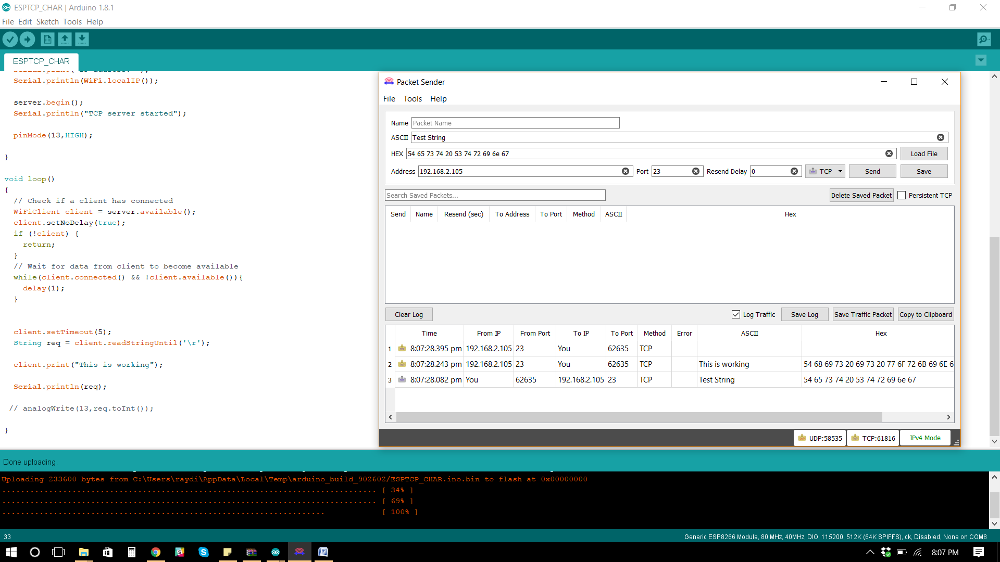 ESPTCP_CHAR | Arduino 1.8.1
File Edit Sketch Tools Help
ESPTCP_CHAR
Serial.println(WiFi.localIP());
server.begin();
Serial.println("TCP server started");
pinMode(13,HIGH);
}
void loop()
{
// Check if a client has connected
WiFiClient client = server.available();
client.setNoDelay(true);
if (!client) {
return;
}
// Wait for data from client to become available
while(client.connected() && !client.available()){
delay(1);
}
client.setTimeout(5);
String req = client.readStringUntil('\r');
client.print("This is working");
Serial.println(req);
// analogWrite(13,req.toInt());
}
Packet Sender
File Tools Help
Name Packet Name
ASCII Test String
HEX 54 65 73 74 20 53 74 72 69 6e 67 Load File
Address 192.168.2.105 Port 23 Resend Delay 0 TCP Send Save
Search Saved Packets... Delete Saved Packet Persistent TCP
Send Name Resend (sec) To Address To Port Method ASCII Hex
Clear Log Log Traffic Save Log Save Traffic Packet Copy to Clipboard
Time From IP From Port To IP To Port Method Error ASCII Hex
1 8:07:28.395 pm 192.168.2.105 23 You 62635 TCP
2 8:07:28.243 pm 192.168.2.105 23 You 62635 TCP This is working 54 68 69 73 20 69 73 20 77 6F 72 6B 69 6E 6
3 8:07:28.082 pm You 62635 192.168.2.105 23 TCP Test String 54 65 73 74 20 53 74 72 69 6e 67
UDP:58535 TCP:61816 IPv4 Mode
Done uploading.
Uploading 233600 bytes from C:\Users\raydi\AppData\Local\Temp\arduino_build_902602/ESPTCP_CHAR.ino.bin to flash at 0x00000000
................................................................................ [ 34% ]
................................................................................ [ 69% ]
..................................................................... [ 100% ]
33
Generic ESP8266 Module, 80 MHz, 40MHz, DIO, 115200, 512K (64K SPIFFS), ck, Disabled, None on COM8
8:07 PM